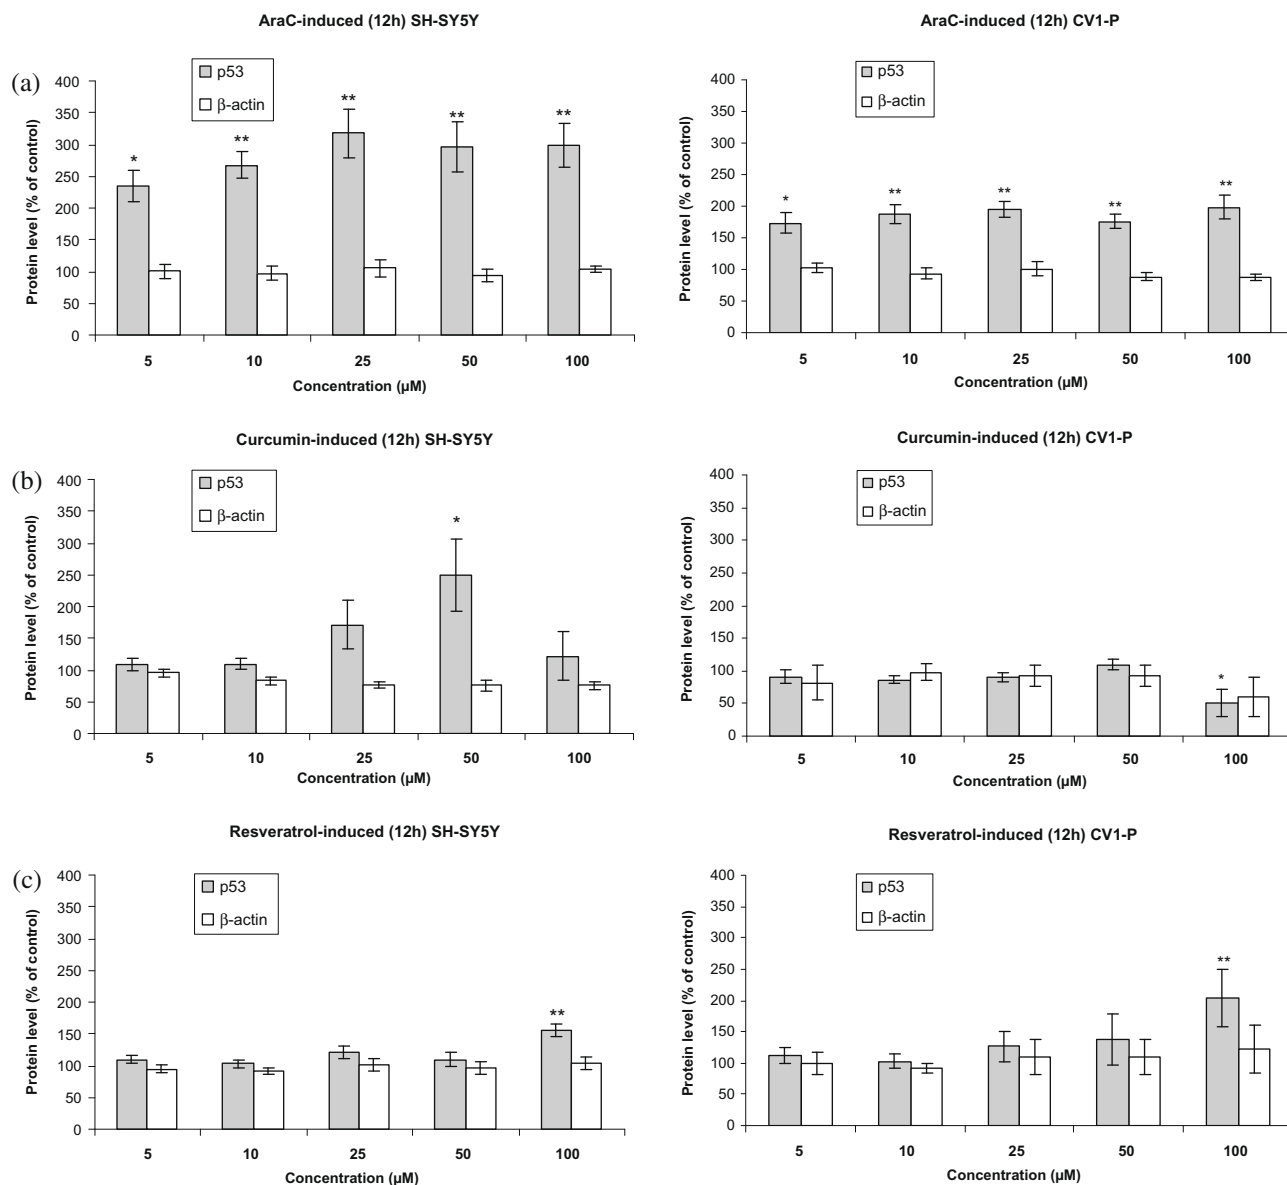 AraC-induced (12h) SH-SY5Y
(a)
p53
β-actin
Protein level (% of control)
400
350
300
250
200
150
100
50
0
*
**
**
**
**
5 10 25 50 100
Concentration (µM)
AraC-induced (12h) CV1-P
p53
β-actin
Protein level (% of control)
400
350
300
250
200
150
100
50
0
*
**
**
**
**
5 10 25 50 100
Concentration (µM)
Curcumin-induced (12h) SH-SY5Y
(b)
p53
β-actin
Protein level (% of control)
400
350
300
250
200
150
100
50
0
*
5 10 25 50 100
Concentration (µM)
Curcumin-induced (12h) CV1-P
p53
β-actin
Protein level (% of control)
400
350
300
250
200
150
100
50
0
*
5 10 25 50 100
Concentration (µM)
Resveratrol-induced (12h) SH-SY5Y
(c)
p53
β-actin
Protein level (% of control)
400
350
300
250
200
150
100
50
0
**
5 10 25 50 100
Concentration (µM)
Resveratrol-induced (12h) CV1-P
p53
β-actin
Protein level (% of control)
400
350
300
250
200
150
100
50
0
**
5 10 25 50 100
Concentration (µM)